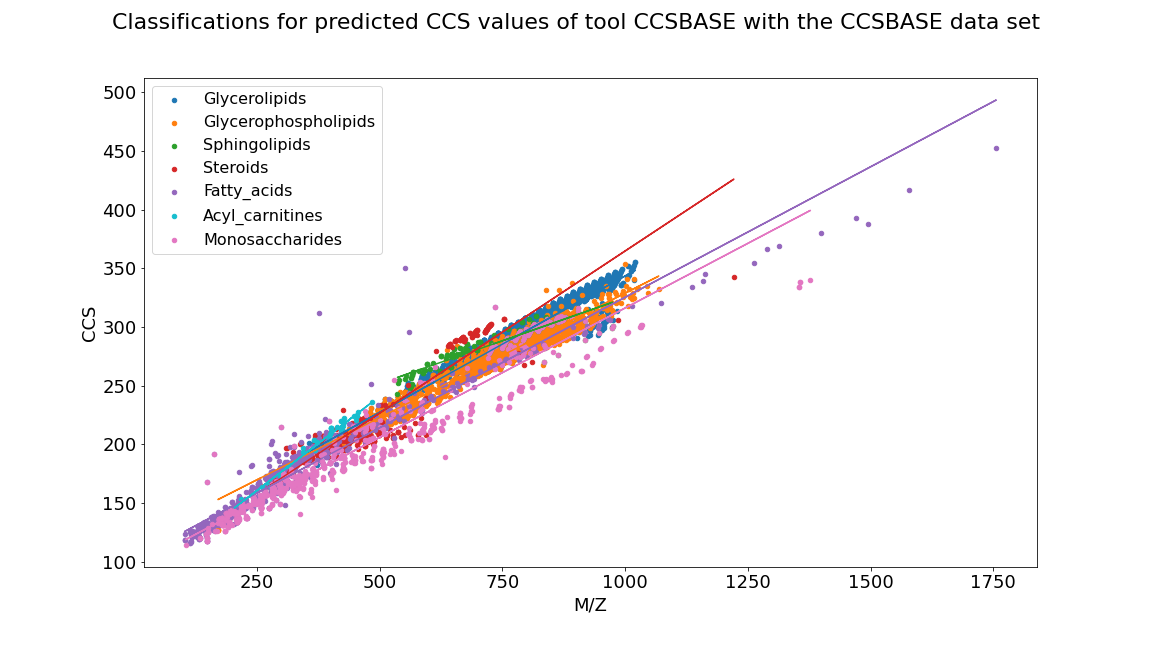 Classifications for predicted CCS values of tool CCSBASE with the CCSBASE data set
500
450
400
350
300
250
200
150
100
CCS
Glycerolipids
Glycerophospholipids
Sphingolipids
Steroids
Fatty_acids
Acyl_carnitines
Monosaccharides
250 500 750 1000 1250 1500 1750
M/Z